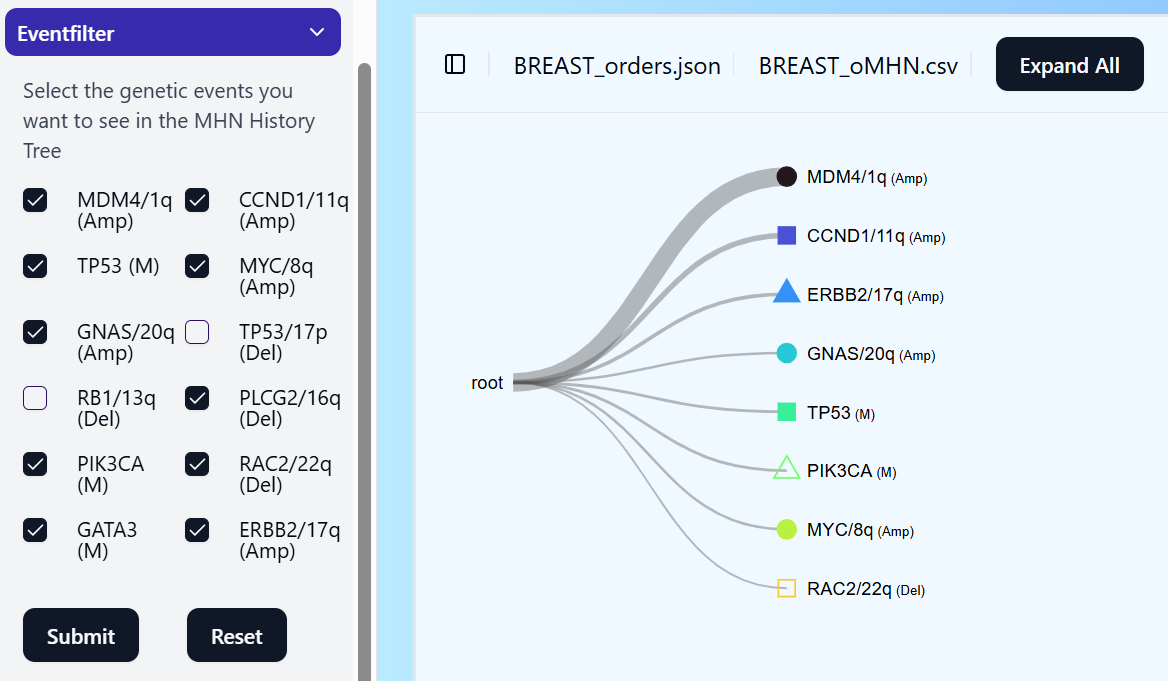 Eventfilter
Select the genetic events you
want to see in the MHN History
Tree
MDM4/1q
(Amp)
CCND1/11q
(Amp)
TP53 (M)
MYC/8q
(Amp)
GNAS/20q
(Amp)
TP53/17p
(Del)
RB1/13q
(Del)
PLCG2/16q
(Del)
PIK3CA
(M)
RAC2/22q
(Del)
GATA3
(M)
ERBB2/17q
(Amp)
Submit
Reset
BREAST_orders.json
BREAST_oMHN.csv
Expand All
root
MDM4/1q (Amp)
CCND1/11q (Amp)
ERBB2/17q (Amp)
GNAS/20q (Amp)
TP53 (M)
PIK3CA (M)
MYC/8q (Amp)
RAC2/22q (Del)